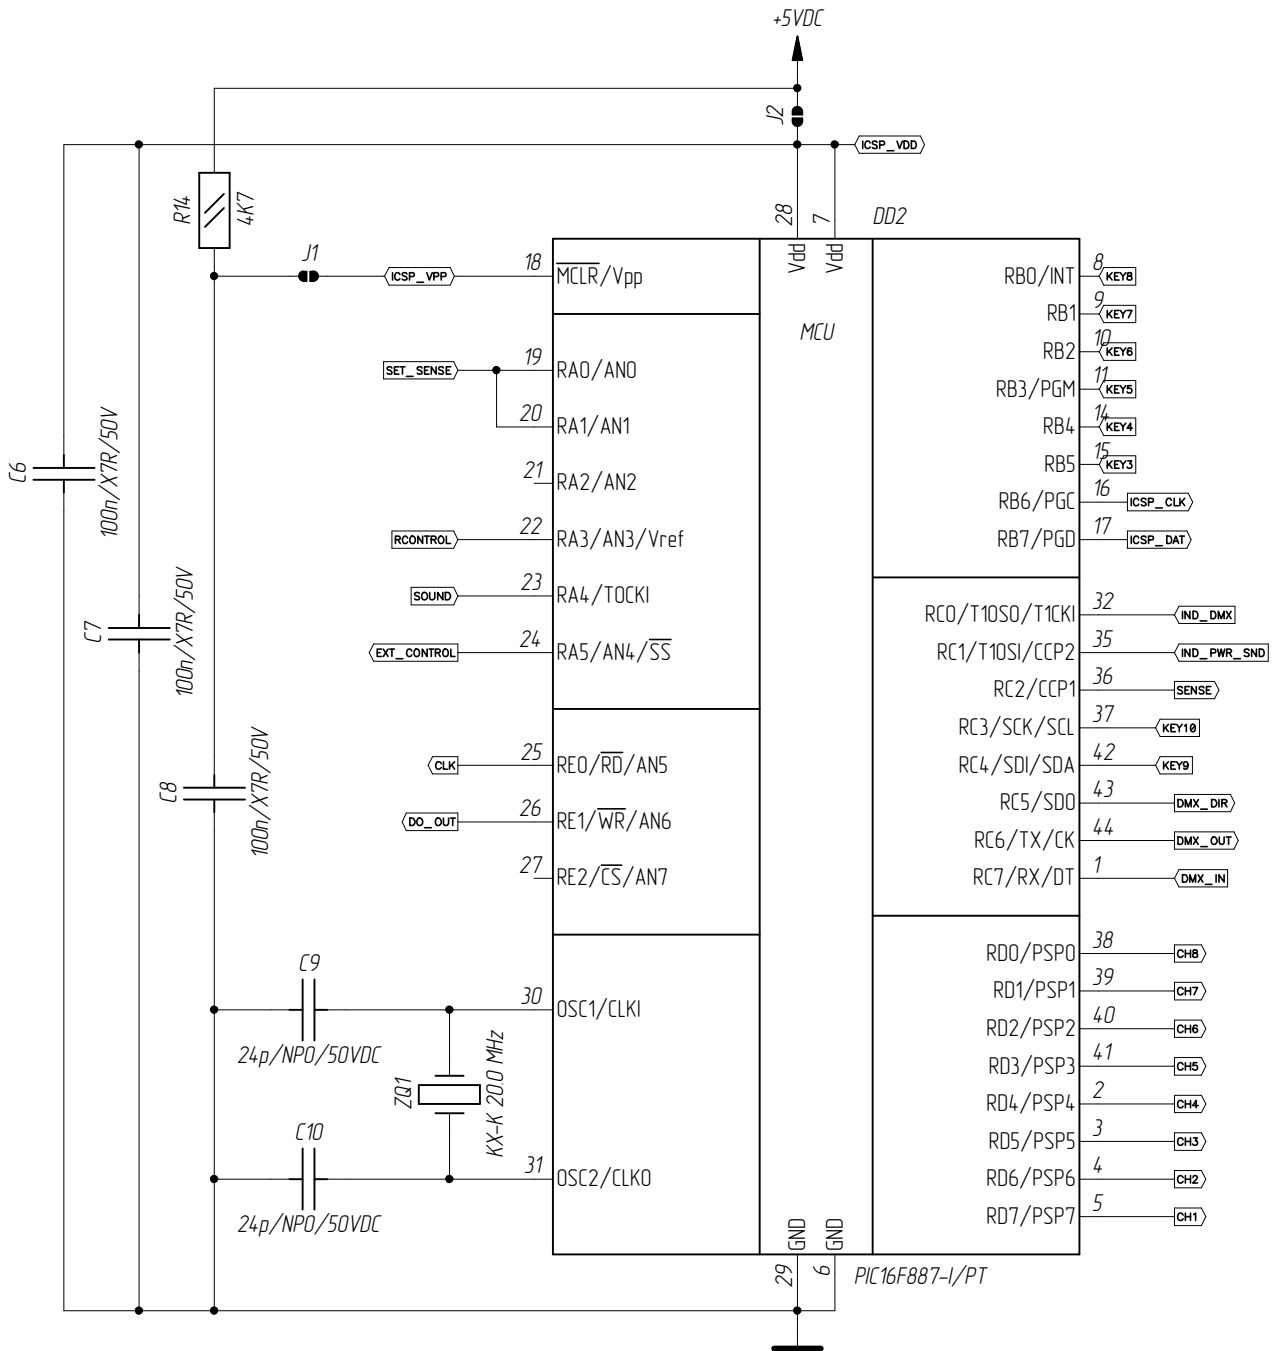 +5VDC
J2
ICSP_VDD
R14
4K7
28
7
DD2
J1
ICSP_VPP
18
MCLR/Vpp
Vdd
Vdd
MCU
RB0/INT
8
KEY8
RB1
9
KEY7
RB2
10
KEY6
RB3/PGM
11
KEY5
RB4
14
KEY4
RB5
15
KEY3
RB6/PGC
16
ICSP_CLK
RB7/PGD
17
ICSP_DAT
SET_SENSE
19
RA0/AN0
20
RA1/AN1
21
RA2/AN2
RCONTROL
22
RA3/AN3/Vref
SOUND
23
RA4/T0CKI
EXT_CONTROL
24
RA5/AN4/SS
C6
100n/X7R/50V
C7
100n/X7R/50V
C8
100n/X7R/50V
RC0/T1OSO/T1CKI
32
IND_DMX
RC1/T1OSI/CCP2
35
IND_PWR_SND
RC2/CCP1
36
SENSE
RC3/SCK/SCL
37
KEY10
RC4/SDI/SDA
42
KEY9
RC5/SDO
43
DMX_DIR
RC6/TX/CK
44
DMX_OUT
RC7/RX/DT
1
DMX_IN
CLK
25
RE0/RD/AN5
DO_OUT
26
RE1/WR/AN6
27
RE2/CS/AN7
C9
24p/NP0/50VDC
30
OSC1/CLKI
ZQ1
KX-K 20.0 MHz
C10
24p/NP0/50VDC
31
OSC2/CLKO
RD0/PSP0
38
CH8
RD1/PSP1
39
CH7
RD2/PSP2
40
CH6
RD3/PSP3
41
CH5
RD4/PSP4
2
CH4
RD5/PSP5
3
CH3
RD6/PSP6
4
CH2
RD7/PSP7
5
CH1
GND
GND
29
6
PIC16F887-I/PT